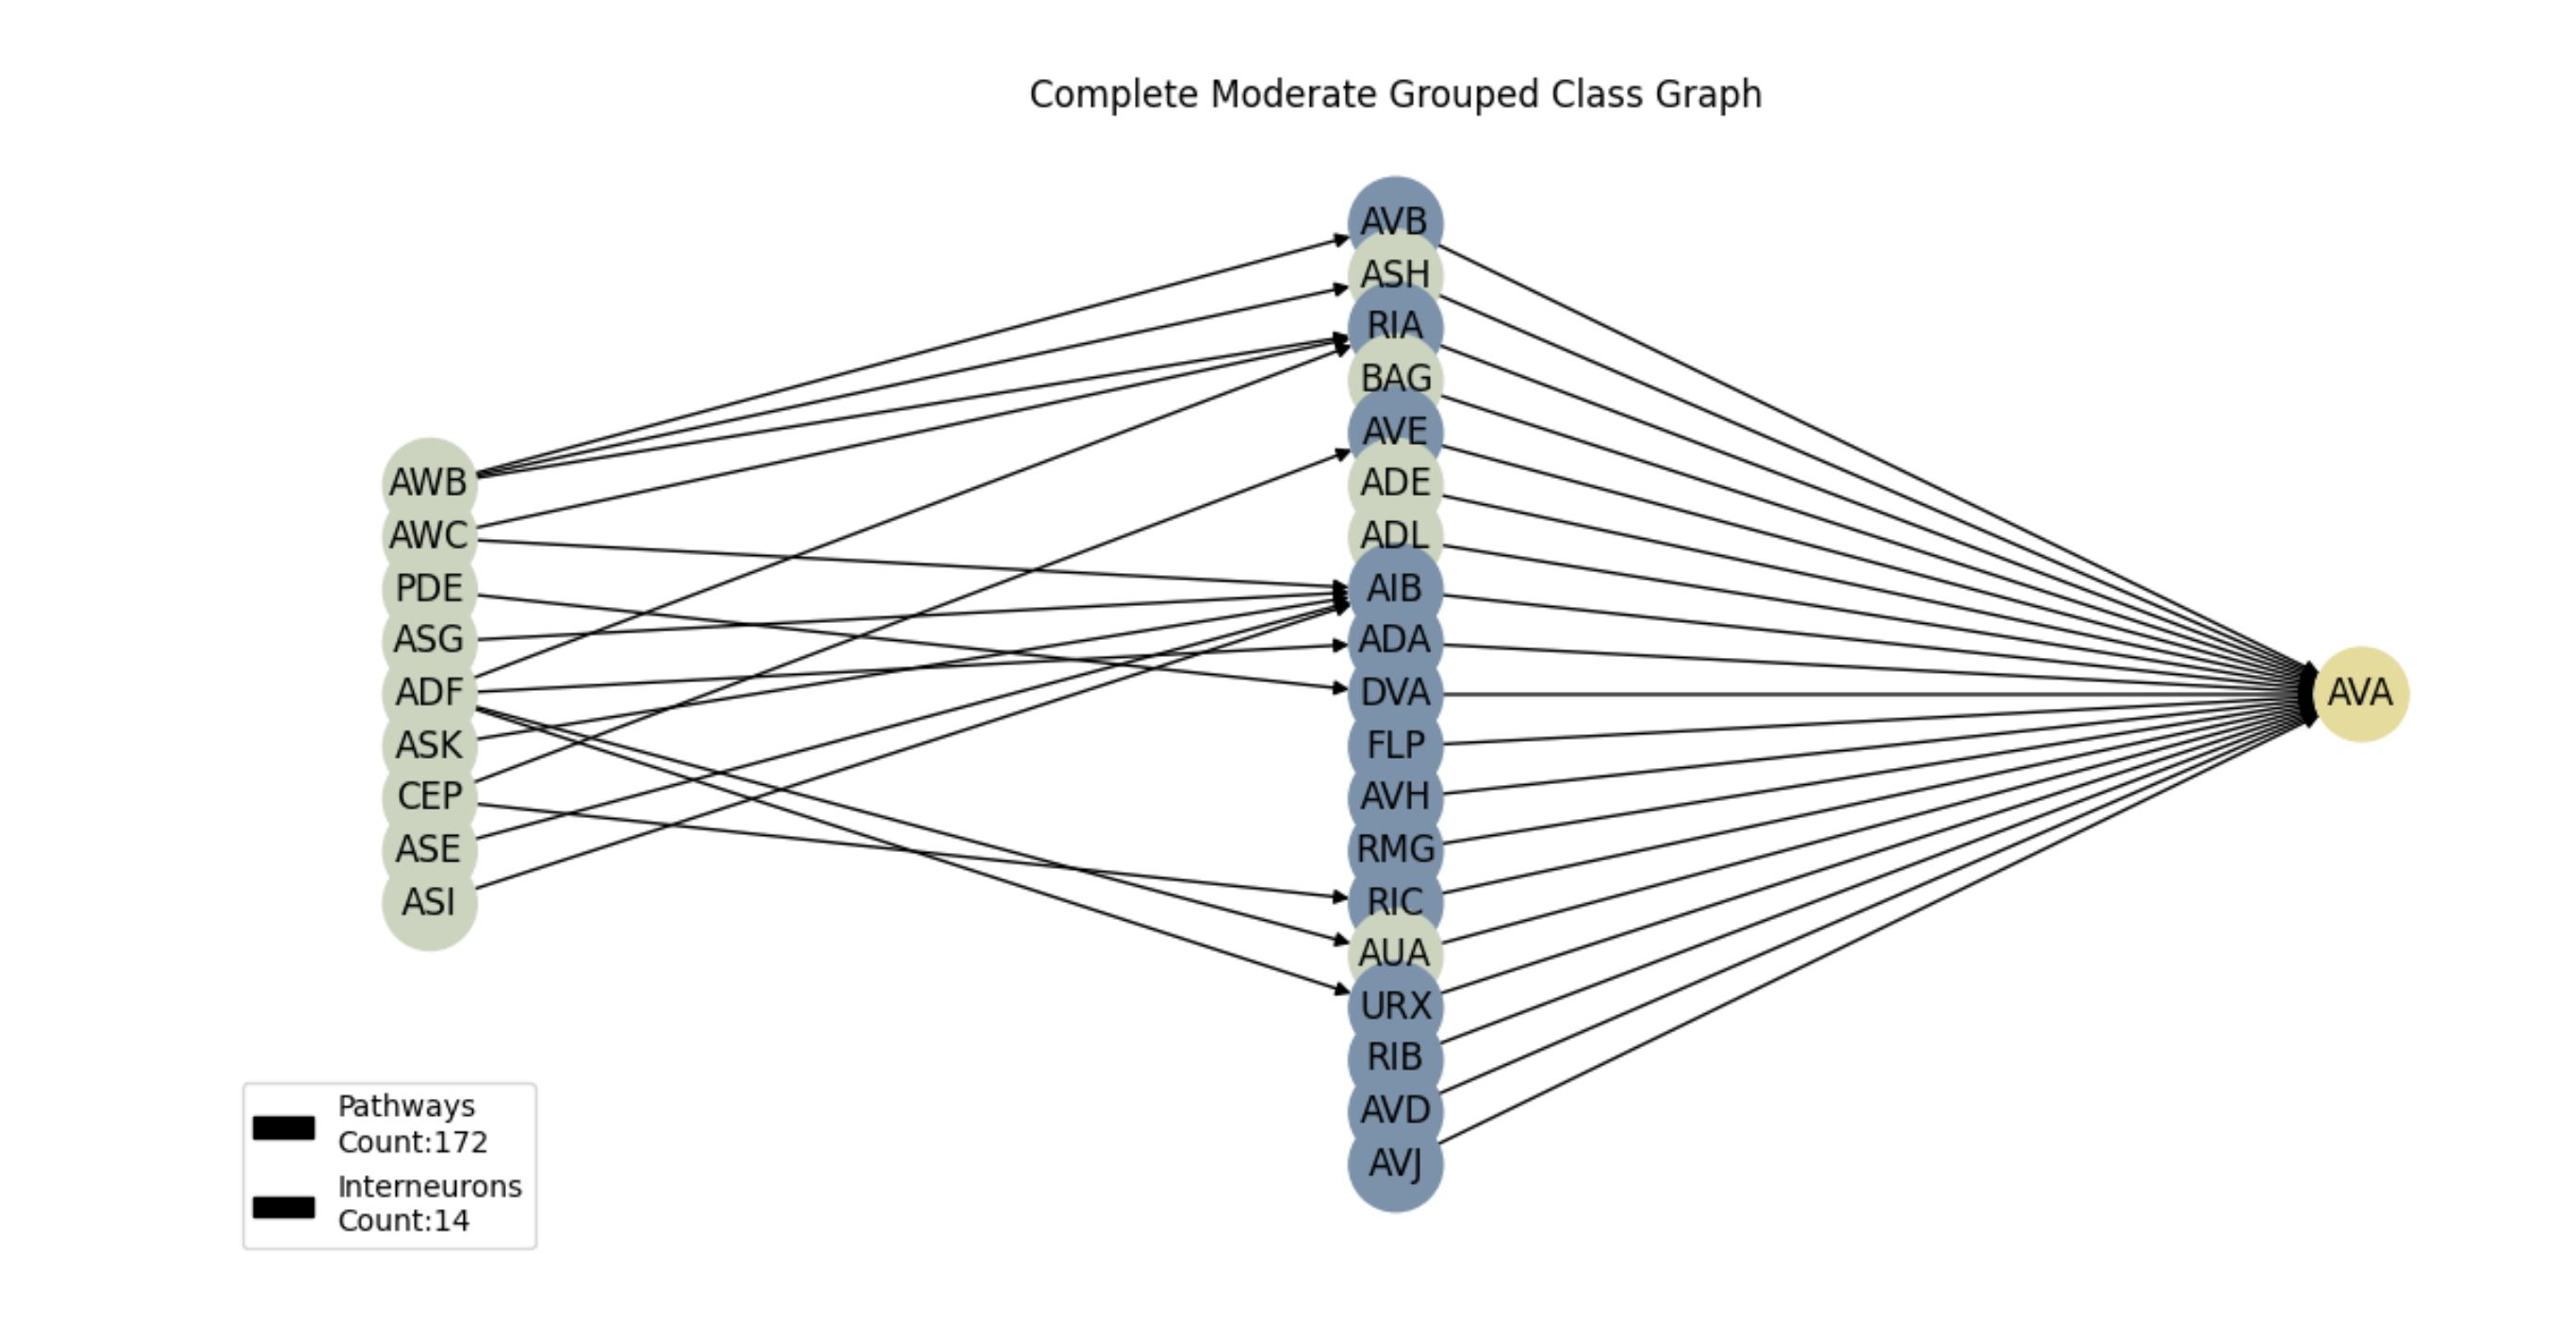 Complete Moderate Grouped Class Graph
AWB
AWC
PDE
ASG
ADF
ASK
CEP
ASE
ASI
AVB
ASH
RIA
BAG
AVE
ADE
ADL
AIB
ADA
DVA
FLP
AVH
RMG
RIC
AUA
URX
RIB
AVD
AVJ
AVA
Pathways
Count:172
Interneurons
Count:14